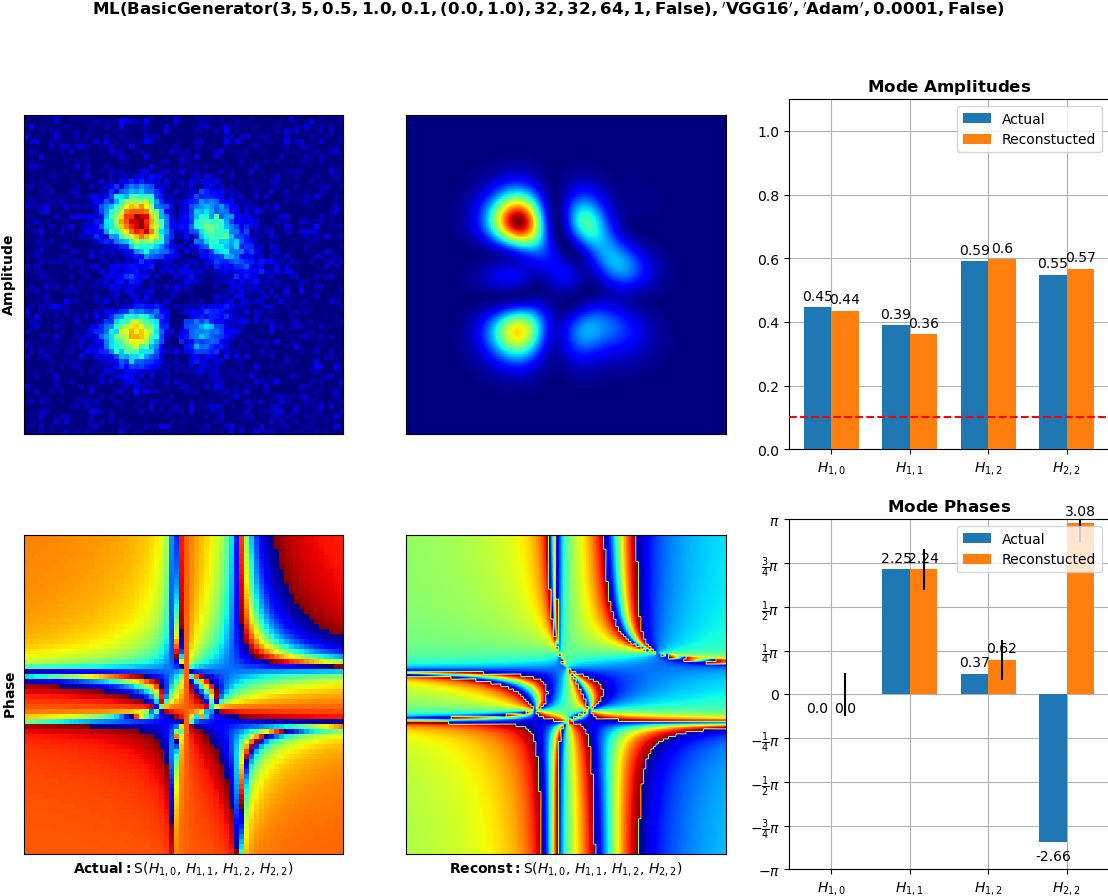 ML(BasicGenerator(3, 5, 0.5, 1.0, 0.1, (0.0, 1.0), 32, 32, 64, 1, False), ′VGG16′, ′Adam′, 0.0001, False)
Amplitude
Mode Amplitudes
Actual
Reconstucted
1.0
0.8
0.6
0.4
0.2
0.0
0.45
0.44
0.39
0.36
0.59
0.6
0.55
0.57
H1,0
H1,1
H1,2
H2,2
Phase
Actual: S(H1,0, H1,1, H1,2, H2,2)
Reconst: S(H1,0, H1,1, H1,2, H2,2)
Mode Phases
Actual
Reconstucted
π
3/4π
1/2π
1/4π
0
−1/4π
−1/2π
−3/4π
−π
0.0
0.0
2.25
2.24
0.37
0.62
-2.66
3.08
H1,0
H1,1
H1,2
H2,2